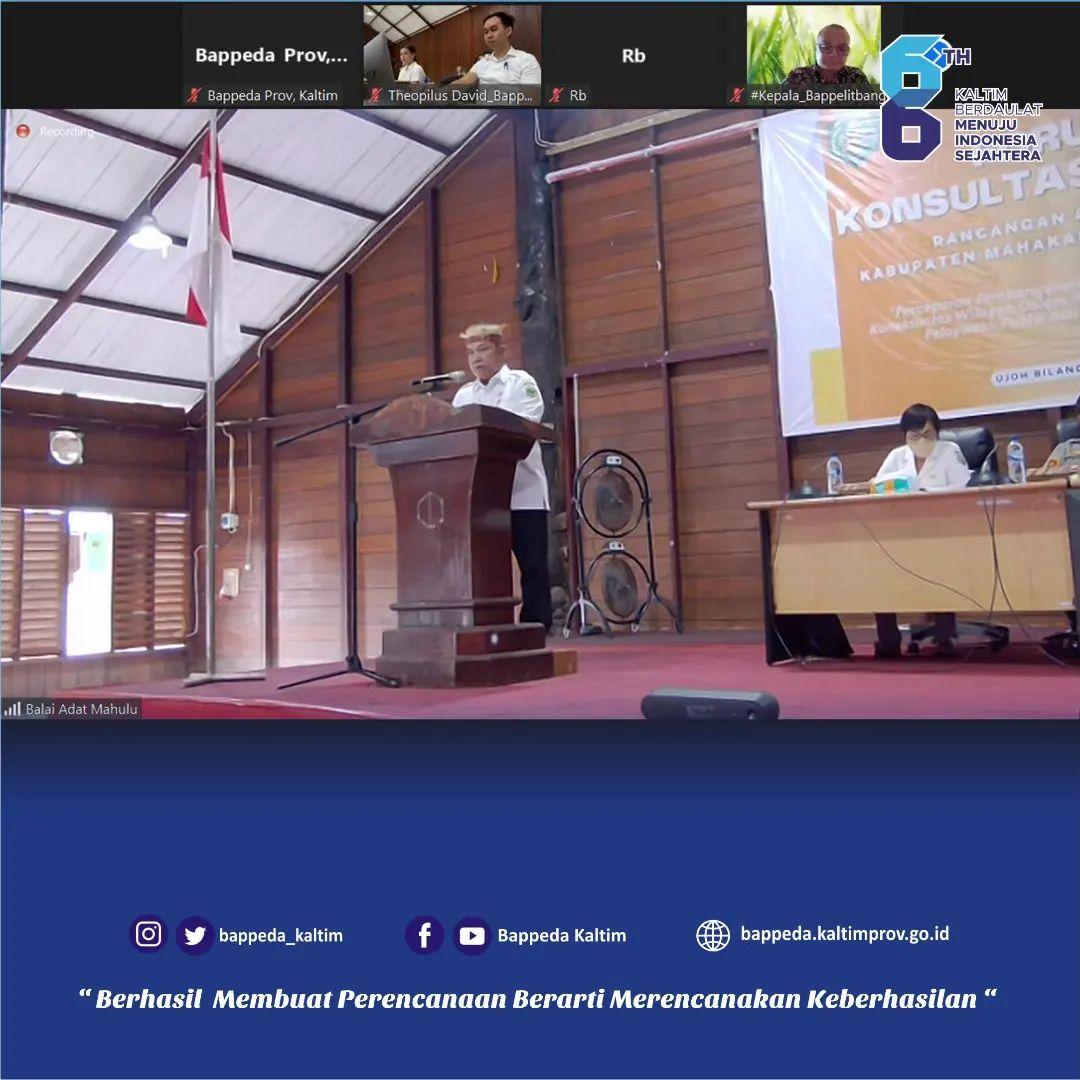 Bappeda Prov,...
Bappeda Prov, Kaltim
Theopilus David_Bapp...
Rb
Rb
#Kepala_Bappelitbang
66
TH
KALTIM
BERDAULAT
MENUJU
INDONESIA
SEJAHTERA
Recording
KONSULTAS
RANCANGAN
KABUPATEN MAHAKA
UJOH BILANG
Balai Adat Mahulu
bappeda_kaltim
Bappeda Kaltim
bappeda.kaltimprov.go.id
“ Berhasil Membuat Perencanaan Berarti Merencanakan Keberhasilan “